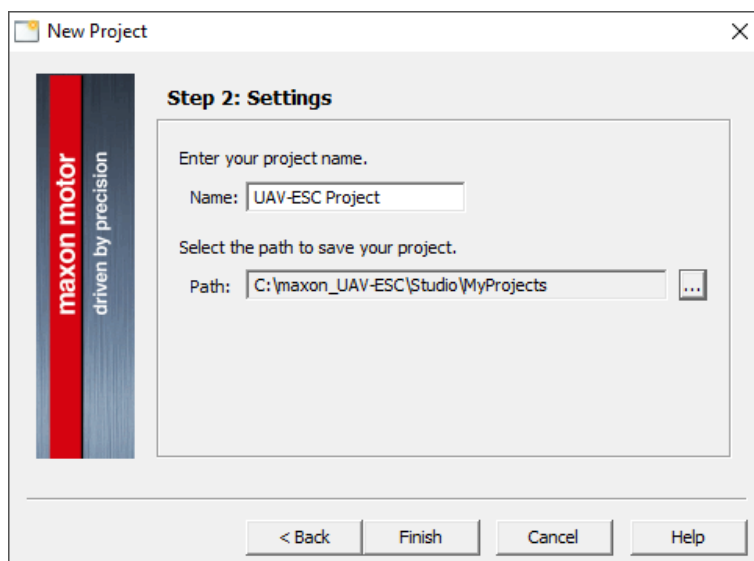 New Project
maxon motor
driven by precision
Step 2: Settings
Enter your project name.
Name: UAV-ESC Project
Select the path to save your project.
Path: C:\maxon_UAV-ESC\Studio\MyProjects ...
< Back Finish Cancel Help